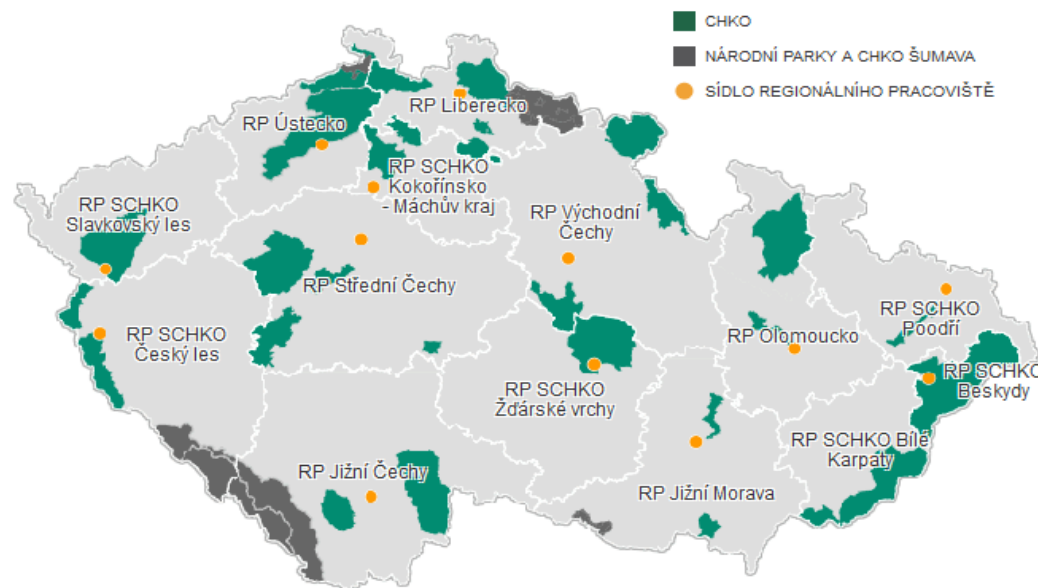 CHKO
NÁRODNÍ PARKY A CHKO ŠUMAVA
SÍDLO REGIONÁLNÍHO PRACOVIŠTĚ
RP Liberecko
RP Ústecko
RP SCHKO
Kokořínsko
- Máchův kraj
RP SCHKO
Slavkovský les
RP Východní
Čechy
RP Střední Čechy
RP SCHKO
Český les
RP SCHKO
Poodří
RP Olomoucko
RP SCHKO
Beskydy
RP SCHKO
Žďárské vrchy
RP SCHKO Bílé
Karpaty
RP Jižní Čechy
RP Jižní Morava